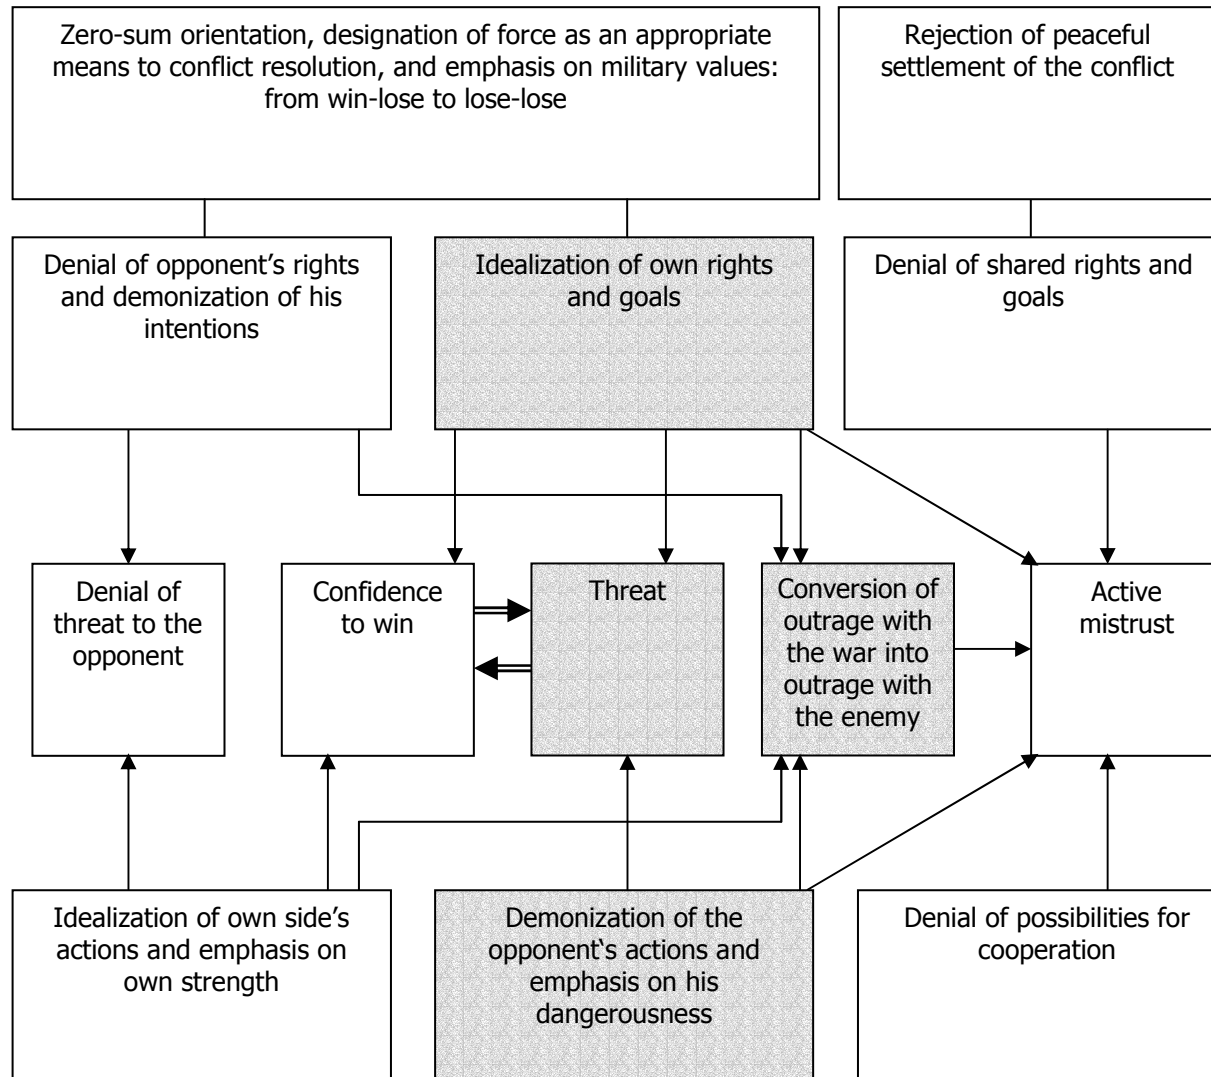 Zero-sum orientation, designation of force as an appropriate
means to conflict resolution, and emphasis on military values:
from win-lose to lose-lose
Rejection of peaceful
settlement of the conflict
Denial of opponent’s rights
and demonization of his
intentions
Idealization of own rights
and goals
Denial of shared rights and
goals
Denial of
threat to the
opponent
Confidence
to win
Threat
Conversion of
outrage with
the war into
outrage with
the enemy
Active
mistrust
Idealization of own side’s
actions and emphasis on
own strength
Demonization of the
opponent‘s actions and
emphasis on his
dangerousness
Denial of possibilities for
cooperation